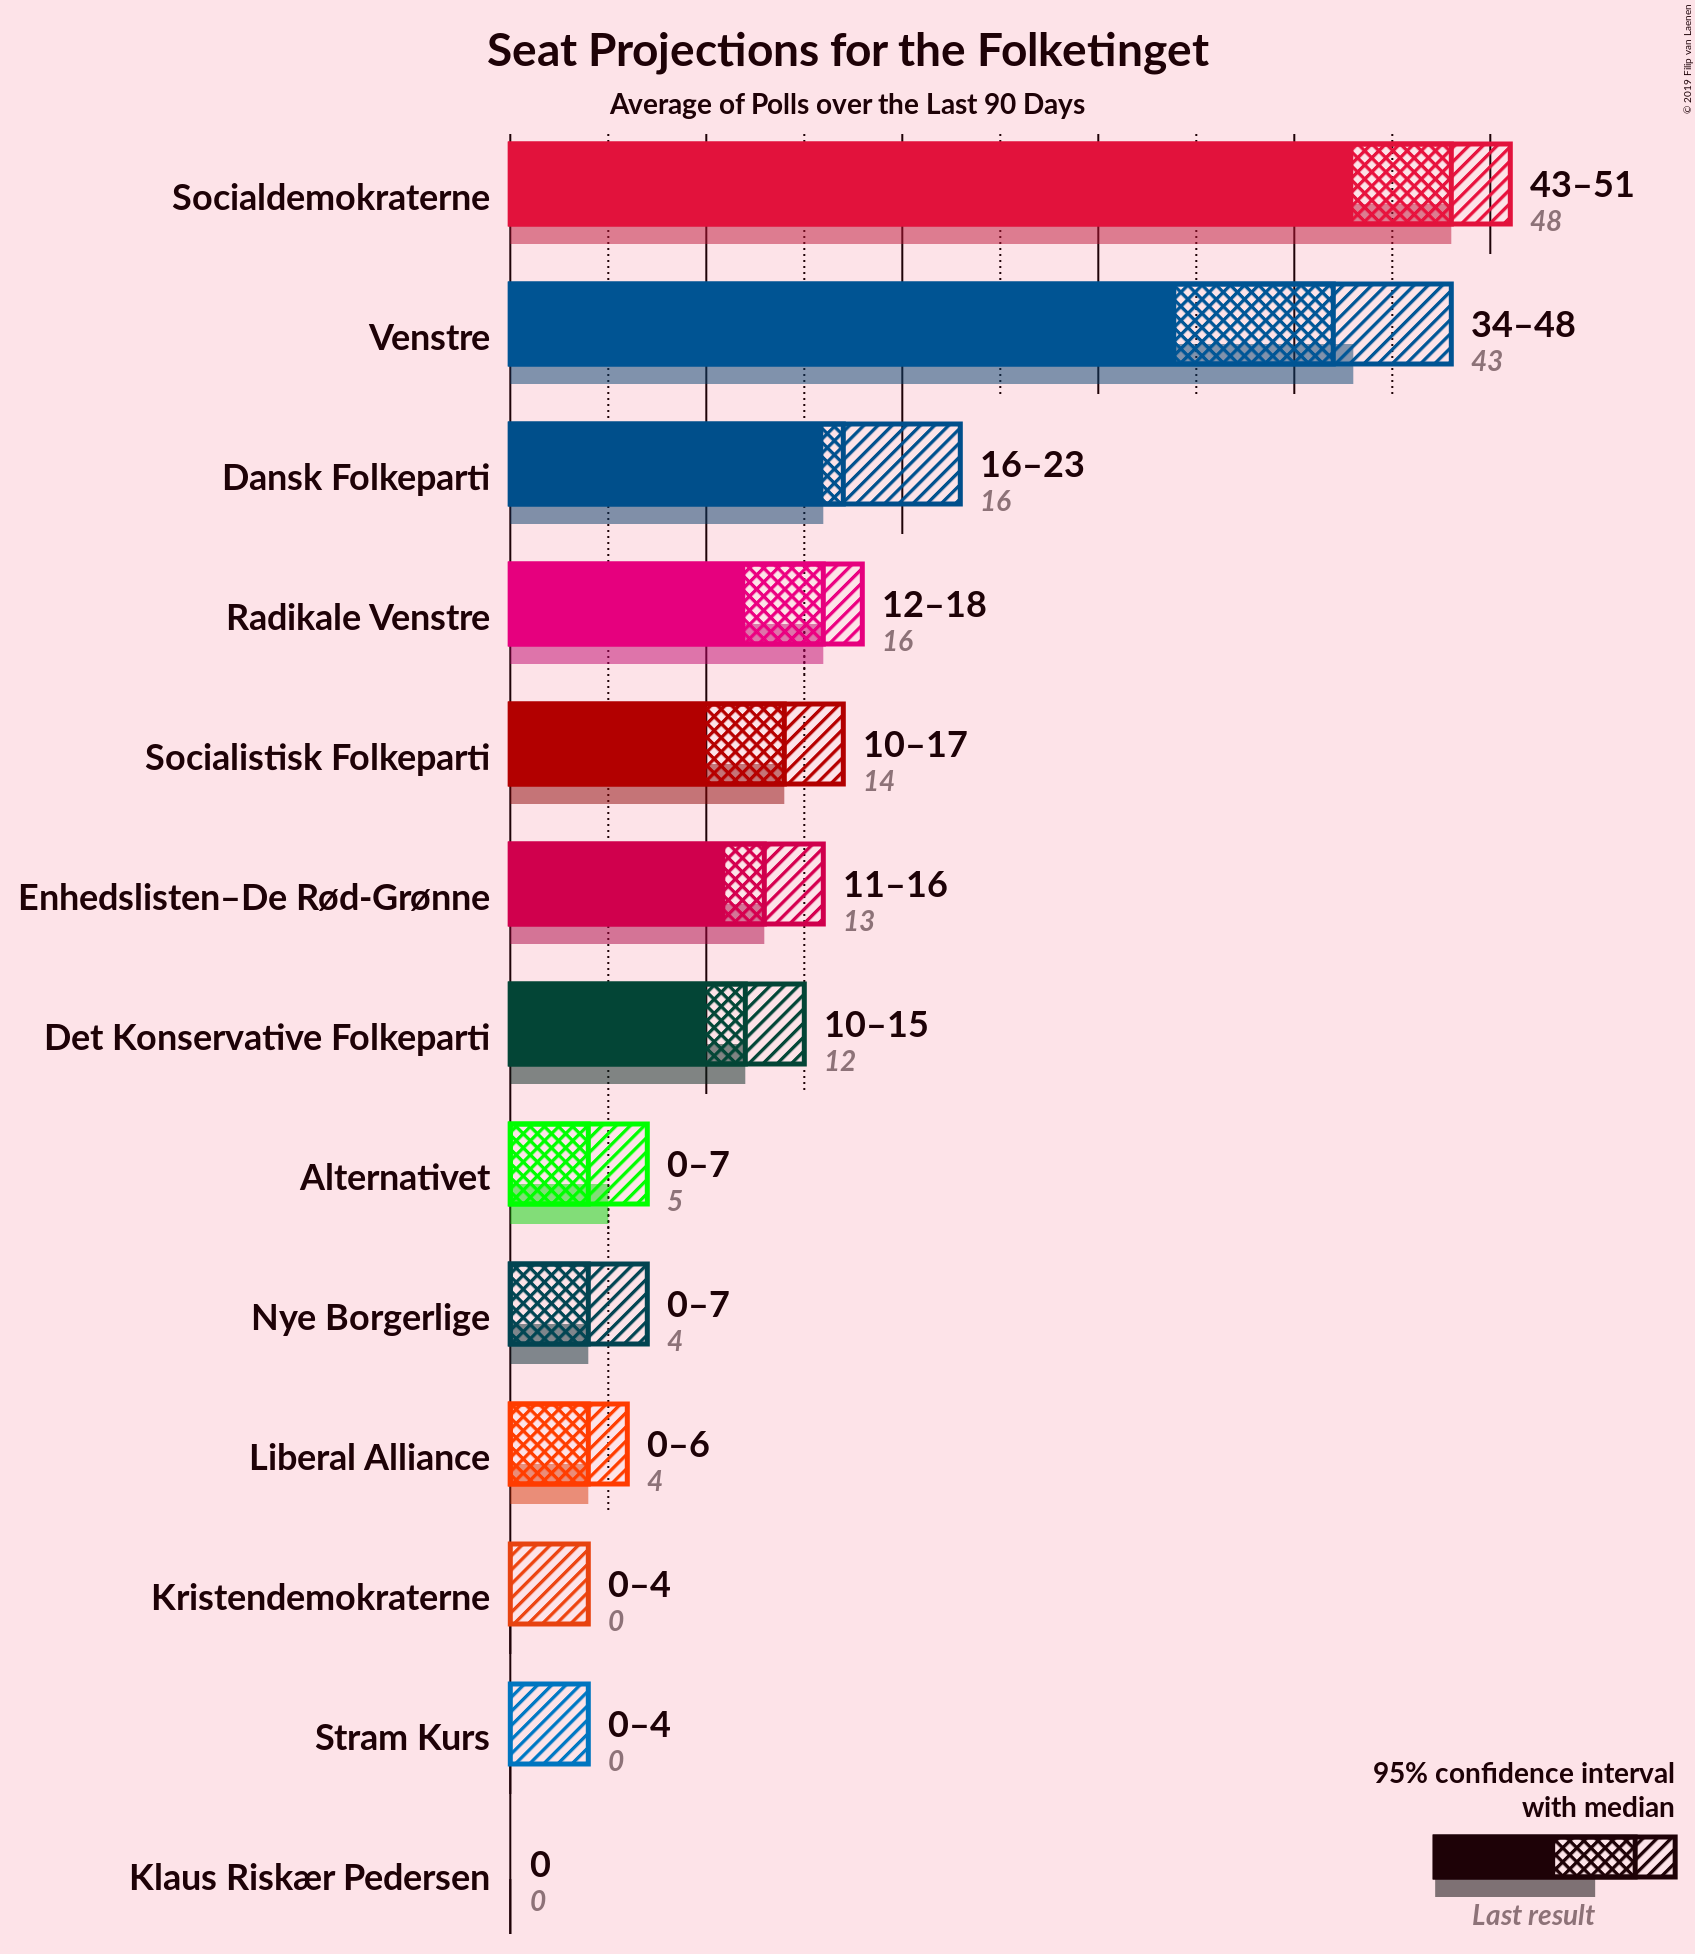 Seat Projections for the Folketinget
Average of Polls over the Last 90 Days
© 2019 Filip van Laenen
Socialdemokraterne
43–51
48
Venstre
34–48
43
Dansk Folkeparti
16–23
16
Radikale Venstre
12–18
16
Socialistisk Folkeparti
10–17
14
Enhedslisten–De Rød-Grønne
11–16
13
Det Konservative Folkeparti
10–15
12
Alternativet
0–7
5
Nye Borgerlige
0–7
4
Liberal Alliance
0–6
4
Kristendemokraterne
0–4
0
Stram Kurs
0–4
0
Klaus Riskær Pedersen
0
0
95% confidence interval
with median
Last result